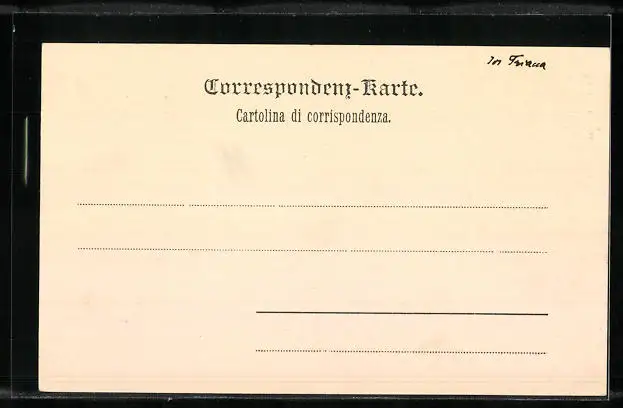 Correspondenz-Karte.
Cartolina di corrispondenza.